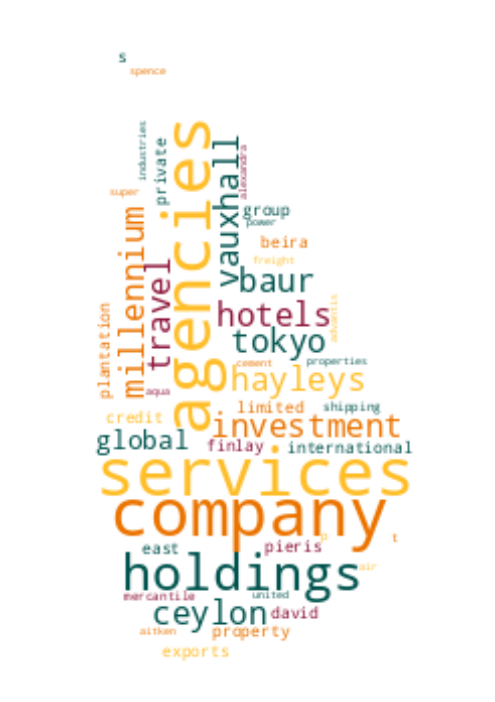 s
spence
industries
private
agencies
vauxhall
alexandra
super
millennium
group
power
beira
travel
freight
baur
plantation
hotels
advantis
tokyo
aqua
cement
properties
hayleys
credit
limited
shipping
investment
global
finlay
international
services
company
p
t
east
pieris
holdings
air
mercantile
united
ceylon
david
aitken
property
exports